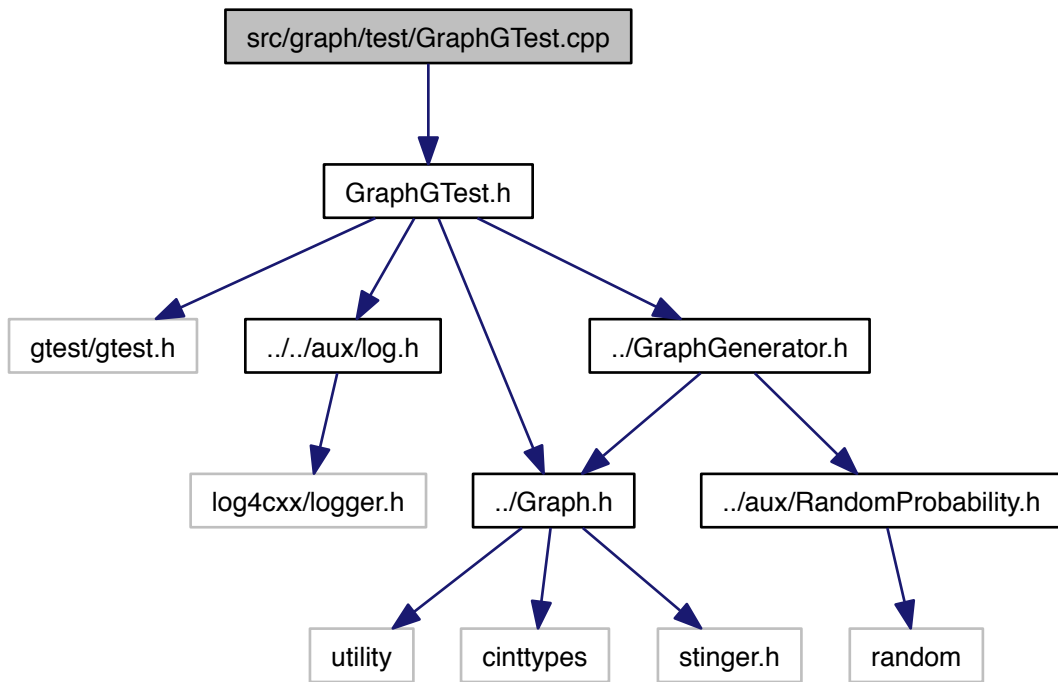 src/graph/test/GraphGTest.cpp
GraphGTest.h
gtest/gtest.h
../../aux/log.h
../GraphGenerator.h
log4cxx/logger.h
../Graph.h
../aux/RandomProbability.h
utility
cinttypes
stinger.h
random